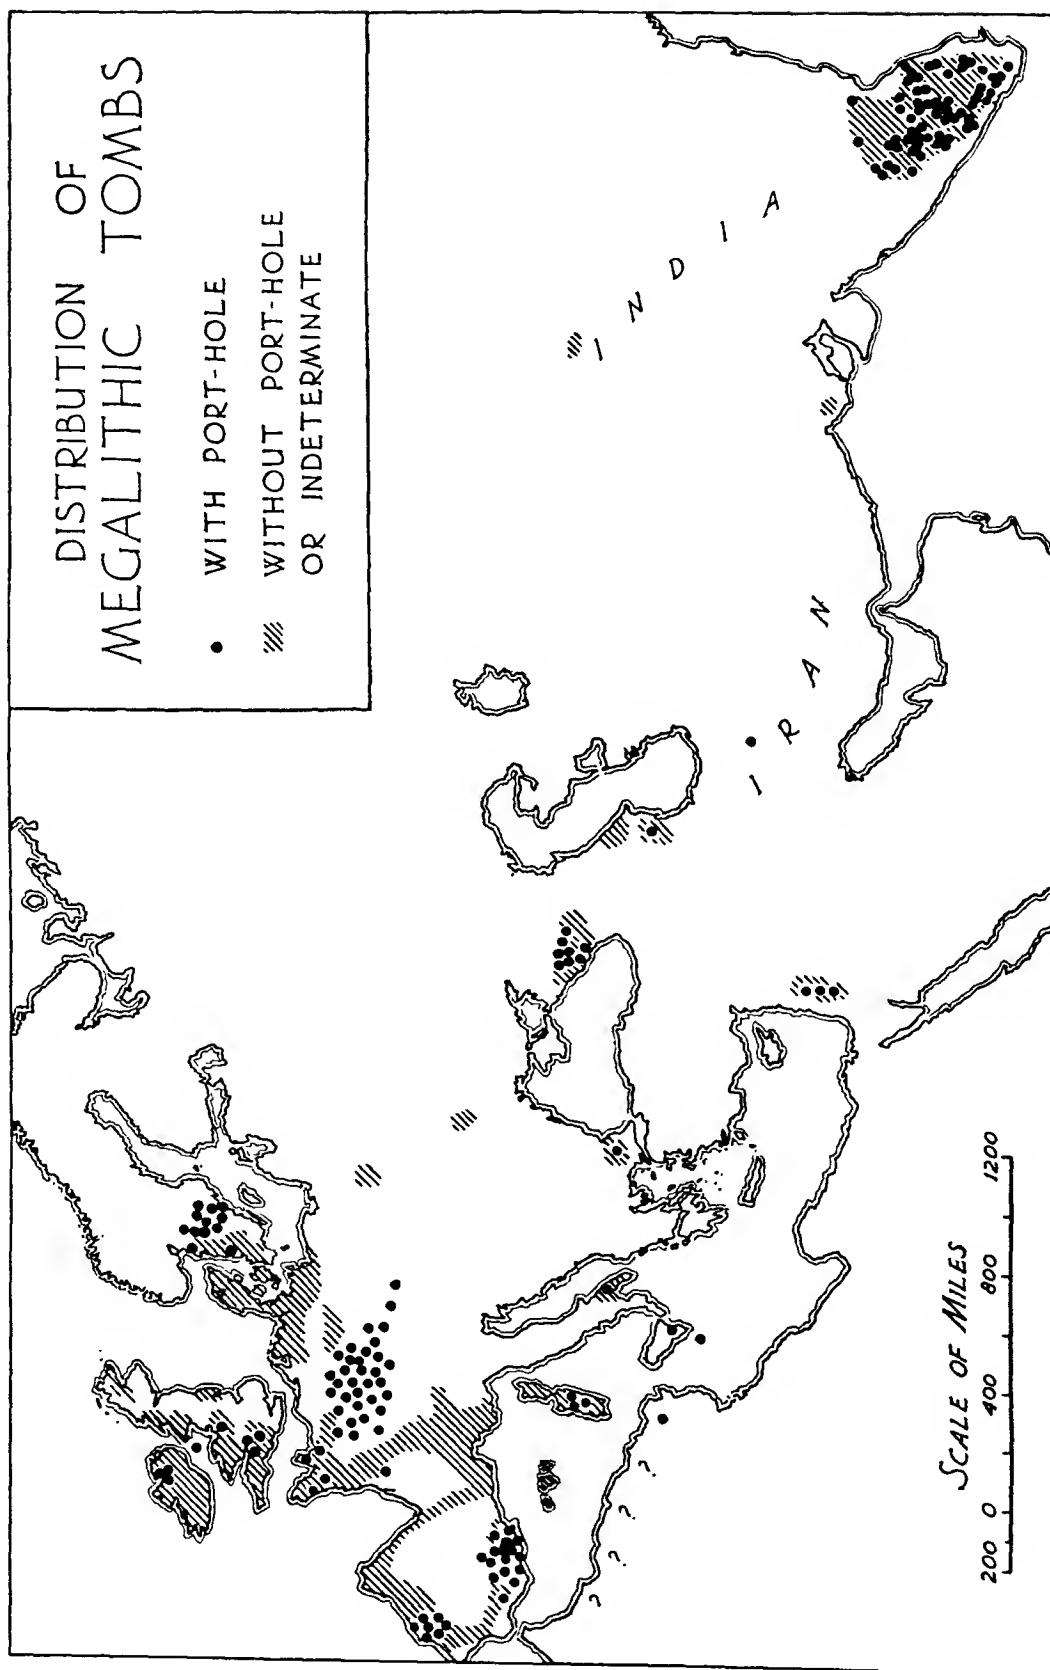 DISTRIBUTION OF
MEGALITHIC TOMBS
WITH PORT-HOLE
WITHOUT PORT-HOLE
OR INDETERMINATE
INDIA
IRAN
? ? ? ?
SCALE OF MILES
200 0 400 800 1200